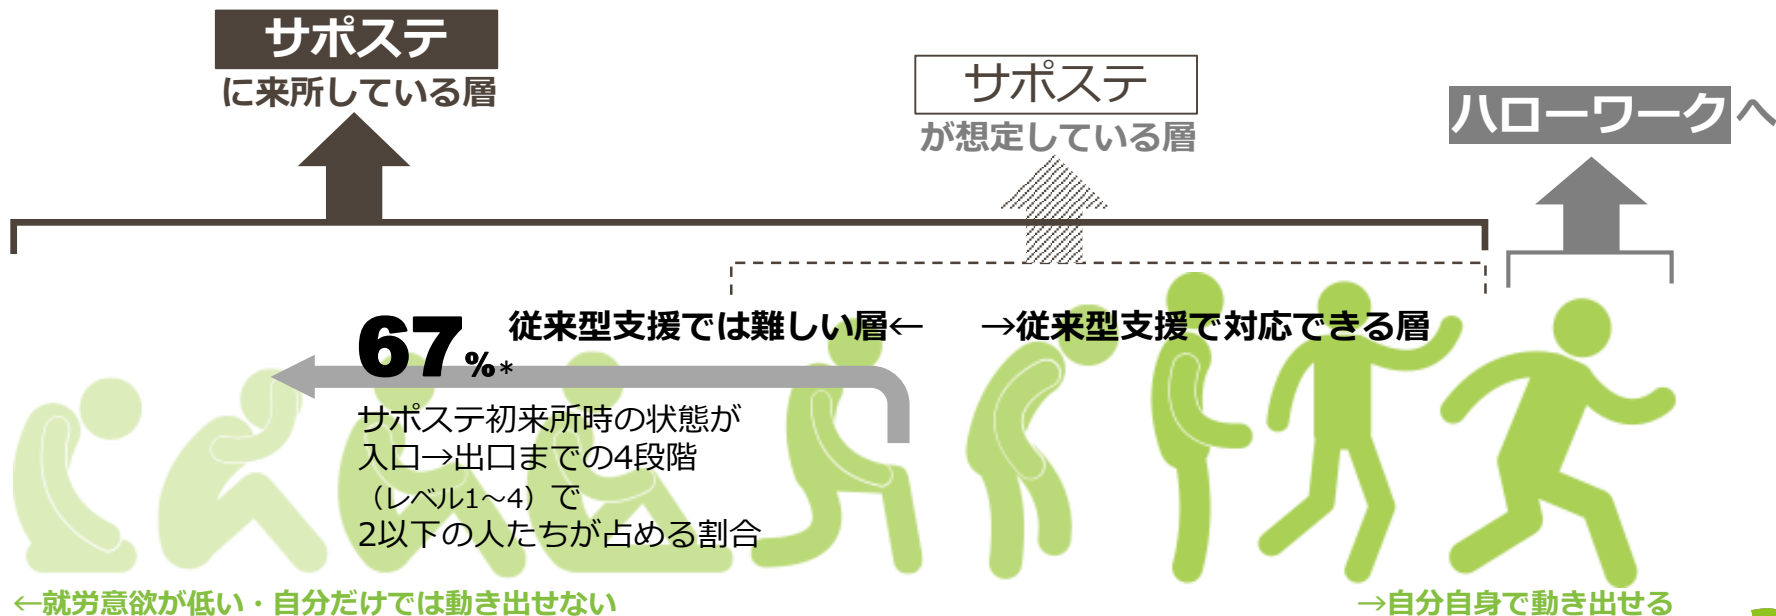 サポステ
に来所している層
サポステ
が想定している層
ハローワークへ
67%*
従来型支援では難しい層←
→従来型支援で対応できる層
サポステ初来所時の状態が
入口→出口までの4段階
（レベル1～4）で
2以下の人たちが占める割合
←就労意欲が低い・自分だけでは動き出せない
→自分自身で動き出せる